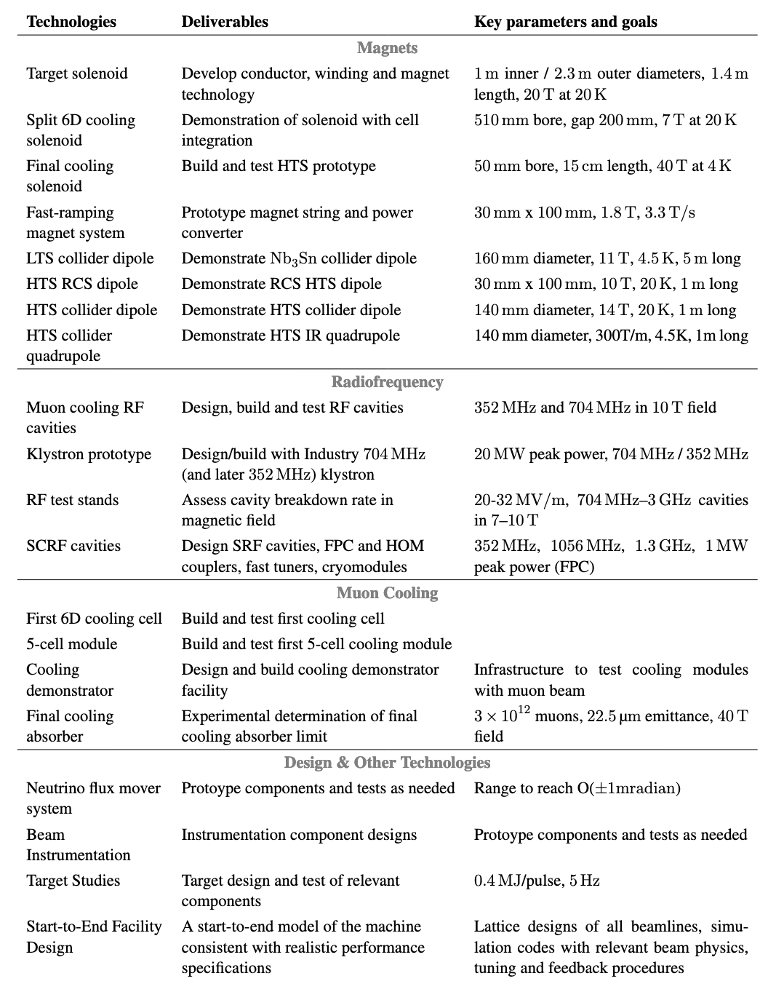 Technologies Deliverables Key parameters and goals
Magnets
Target solenoid Develop conductor, winding and magnet 1 m inner / 2.3 m outer diameters, 1.4 m
technology length, 20 T at 20 K
Split 6D cooling Demonstration of solenoid with cell 510 mm bore, gap 200 mm, 7 T at 20 K
solenoid integration
Final cooling Build and test HTS prototype 50 mm bore, 15 cm length, 40 T at 4 K
solenoid
Fast-ramping Prototype magnet string and power 30 mm x 100 mm, 1.8 T, 3.3 T/s
magnet system converter
LTS collider dipole Demonstrate Nb₃Sn collider dipole 160 mm diameter, 11 T, 4.5 K, 5 m long
HTS RCS dipole Demonstrate RCS HTS dipole 30 mm x 100 mm, 10 T, 20 K, 1 m long
HTS collider dipole Demonstrate HTS collider dipole 140 mm diameter, 14 T, 20 K, 1 m long
HTS collider Demonstrate HTS IR quadrupole 140 mm diameter, 300T/m, 4.5K, 1m long
quadrupole
Radiofrequency
Muon cooling RF Design, build and test RF cavities 352 MHz and 704 MHz in 10 T field
cavities
Klystron prototype Design/build with Industry 704 MHz 20 MW peak power, 704 MHz / 352 MHz
(and later 352 MHz) klystron
RF test stands Assess cavity breakdown rate in 20-32 MV/m, 704 MHz–3 GHz cavities
magnetic field in 7–10 T
SCRF cavities Design SRF cavities, FPC and HOM 352 MHz, 1056 MHz, 1.3 GHz, 1 MW
couplers, fast tuners, cryomodules peak power (FPC)
Muon Cooling
First 6D cooling cell Build and test first cooling cell
5-cell module Build and test first 5-cell cooling module
Cooling Design and build cooling demonstrator Infrastructure to test cooling modules
demonstrator facility with muon beam
Final cooling Experimental determination of final 3 × 10¹² muons, 22.5 µm emittance, 40 T
absorber cooling absorber limit field
Design & Other Technologies
Neutrino flux mover Protoype components and tests as needed Range to reach O(±1mradian)
system
Beam Instrumentation component designs Protoype components and tests as needed
Instrumentation
Target Studies Target design and test of relevant 0.4 MJ/pulse, 5 Hz
components
Start-to-End Facility A start-to-end model of the machine Lattice designs of all beamlines, simu-
Design consistent with realistic performance lation codes with relevant beam physics,
specifications tuning and feedback procedures